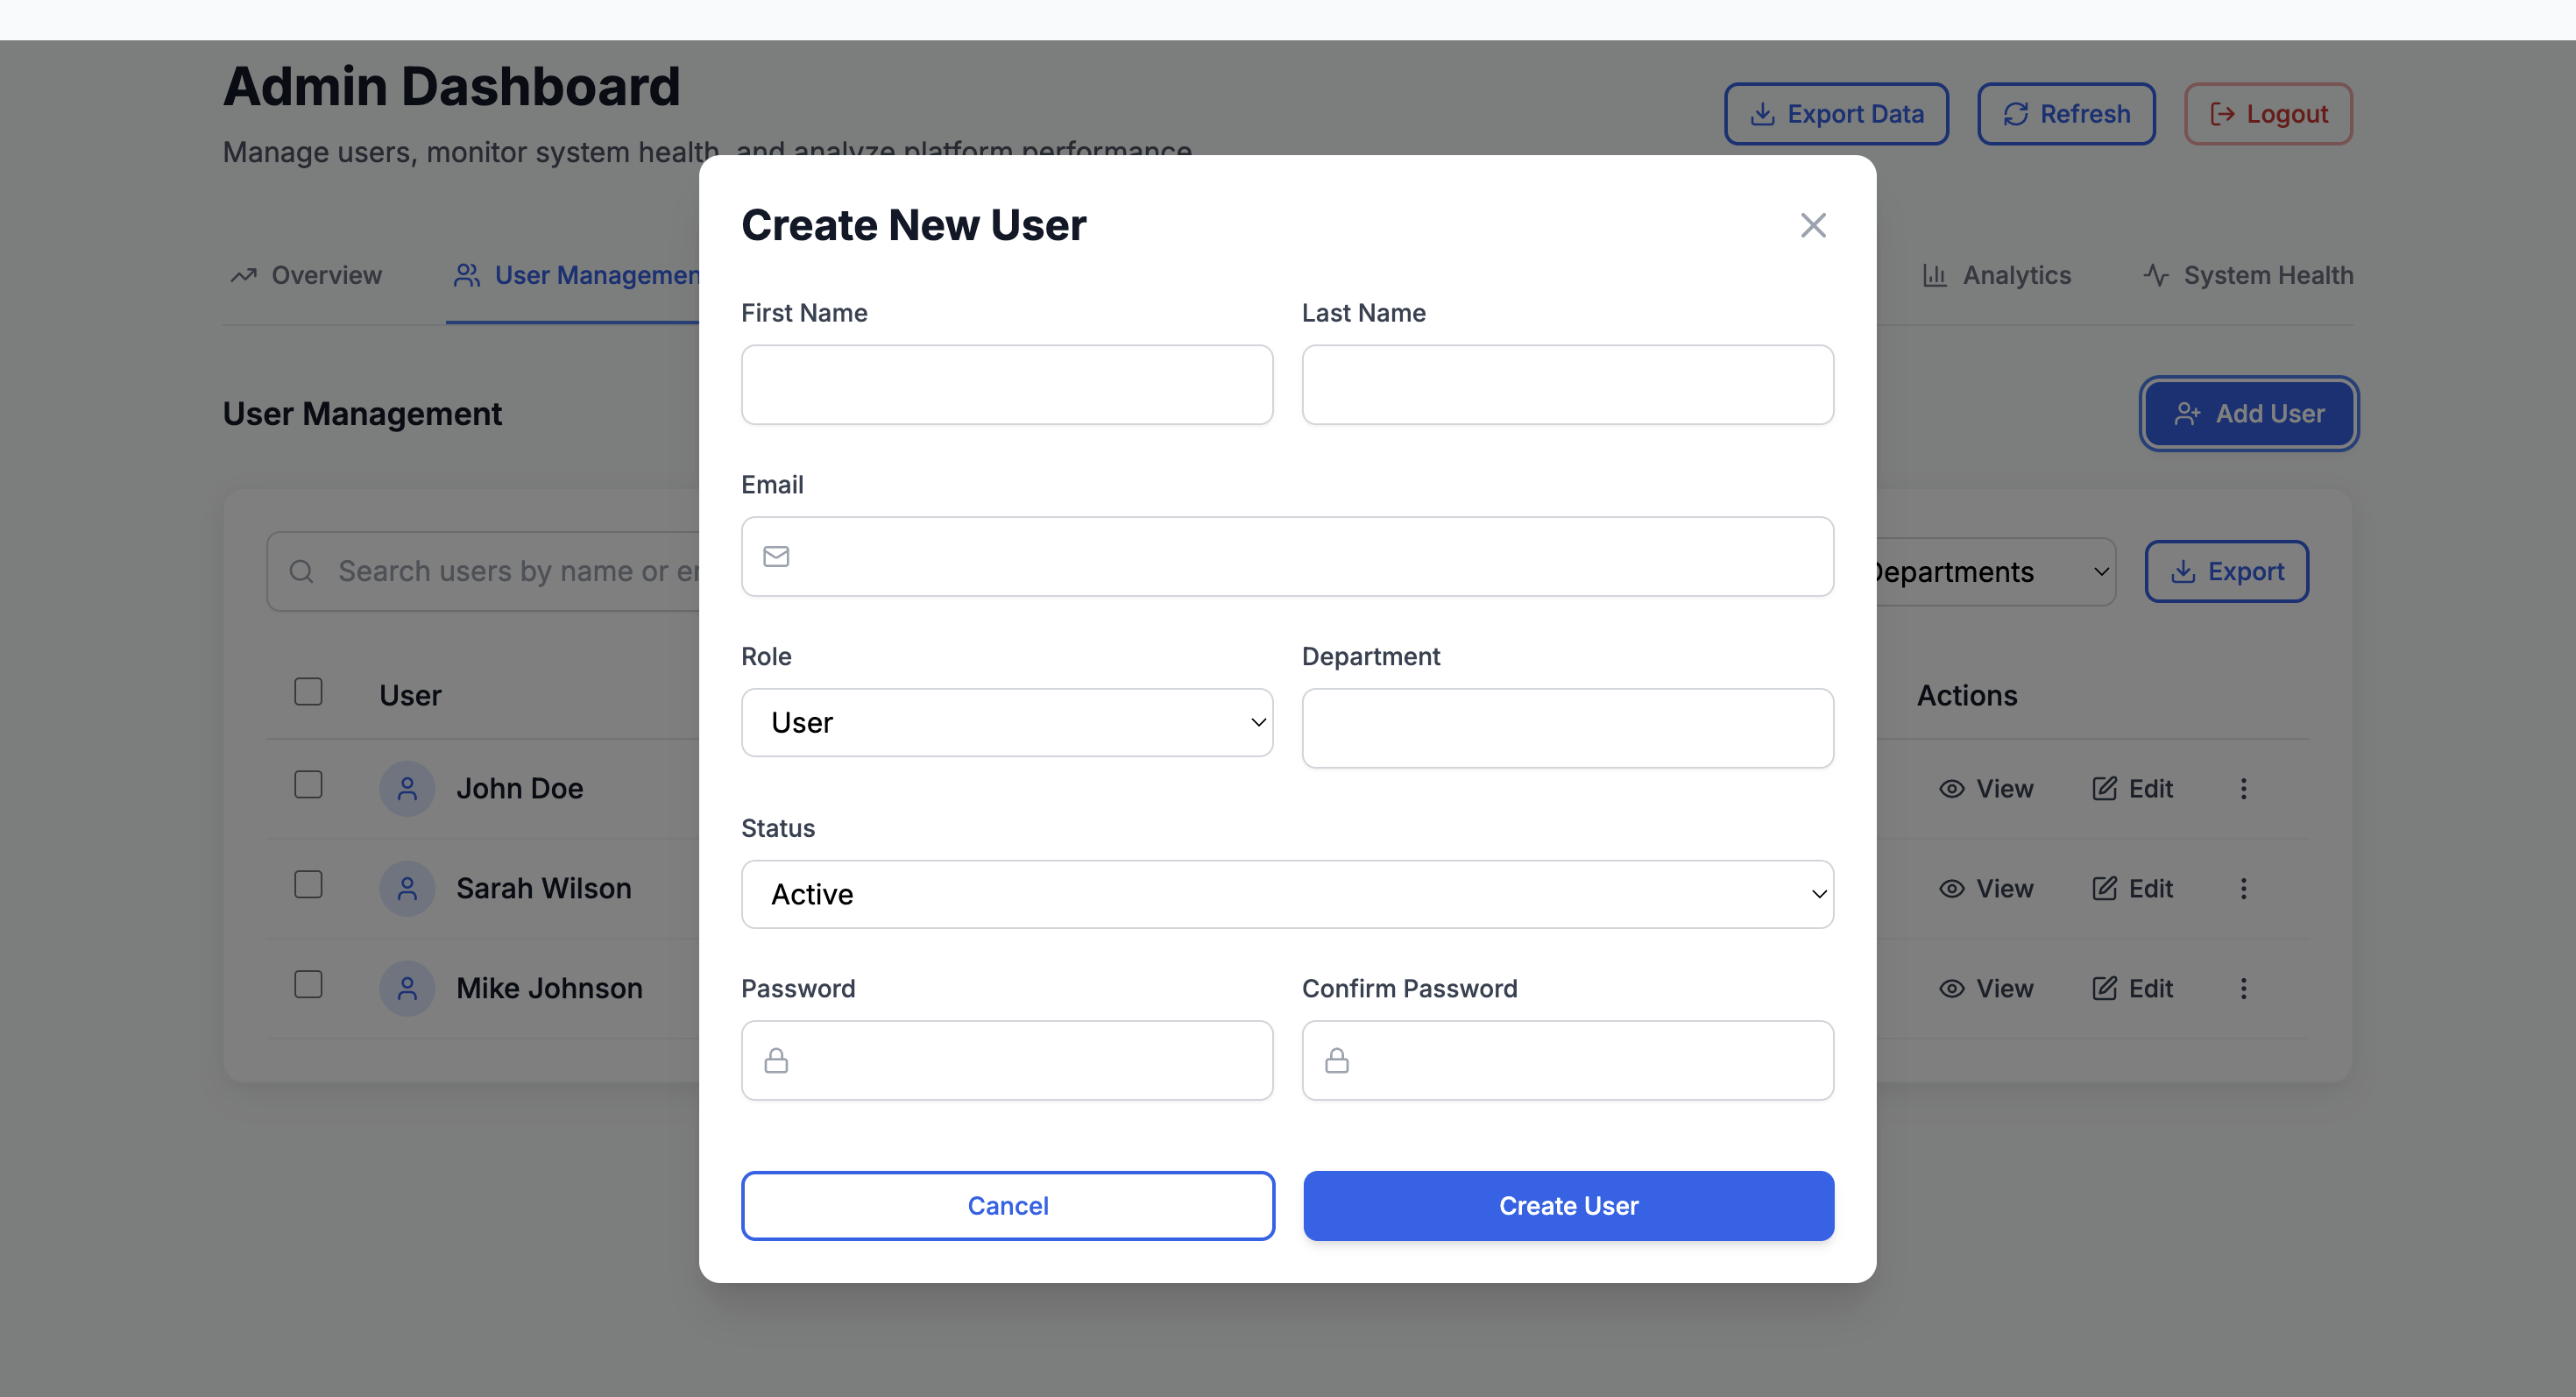 Admin Dashboard
Manage users, monitor system health, and analyze platform performance
Export Data
Refresh
Logout
Overview
User Managemen
Analytics
System Health
User Management
Add User
Search users by name or e
Departments
Export
User
Actions
John Doe
View
Edit
Sarah Wilson
View
Edit
Mike Johnson
View
Edit
Create New User
First Name
Last Name
Email
Role
Department
User
Status
Active
Password
Confirm Password
Cancel
Create User